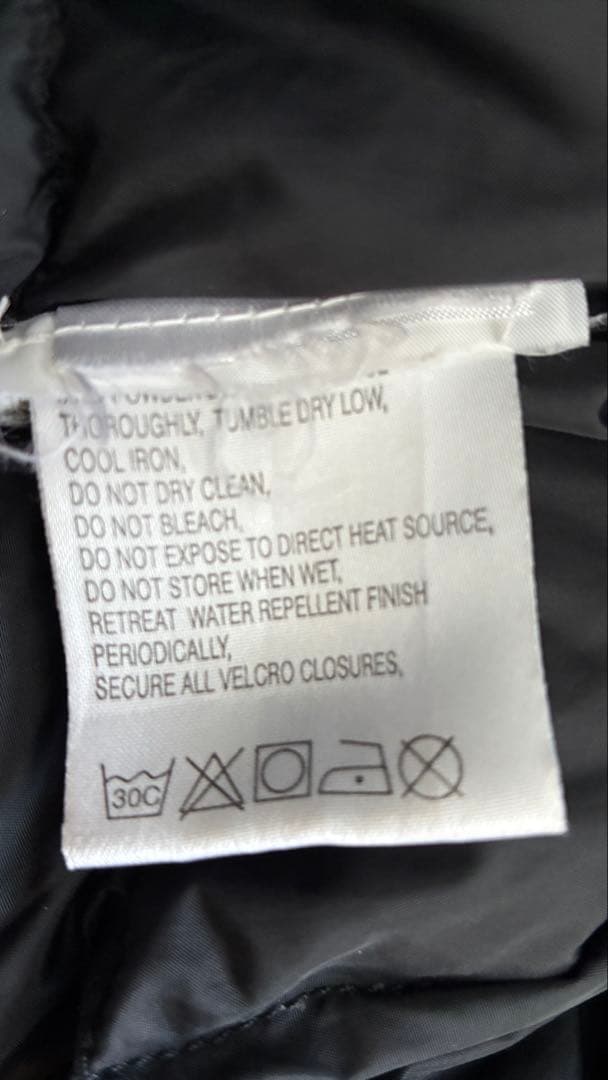 THOROUGHLY, TUMBLE DRY LOW,
COOL IRON,
DO NOT DRY CLEAN,
DO NOT BLEACH,
DO NOT EXPOSE TO DIRECT HEAT SOURCE,
DO NOT STORE WHEN WET,
RETREAT WATER REPELLENT FINISH
PERIODICALLY,
SECURE ALL VELCRO CLOSURES,
30C